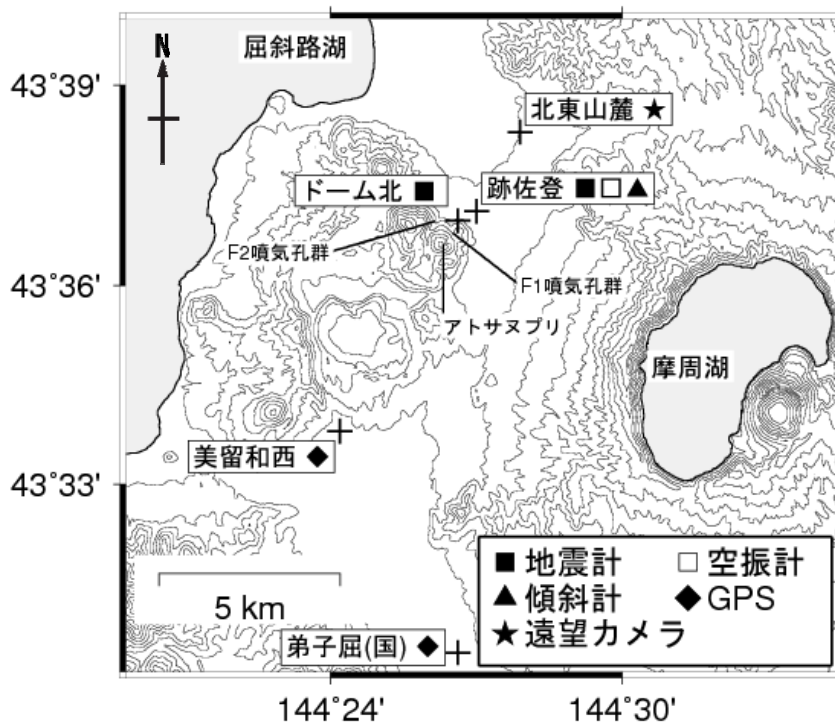 N
屈斜路湖
43°39'
北東山麓 ★
ドーム北 ■
跡佐登 ■□▲
F2噴気孔群
43°36'
F1噴気孔群
アトサヌプリ
摩周湖
美留和西 ◆
43°33'
■ 地震計 □ 空振計
▲ 傾斜計 ◆ GPS
★ 遠望カメラ
5 km
弟子屈(国) ◆
144°24' 144°30'